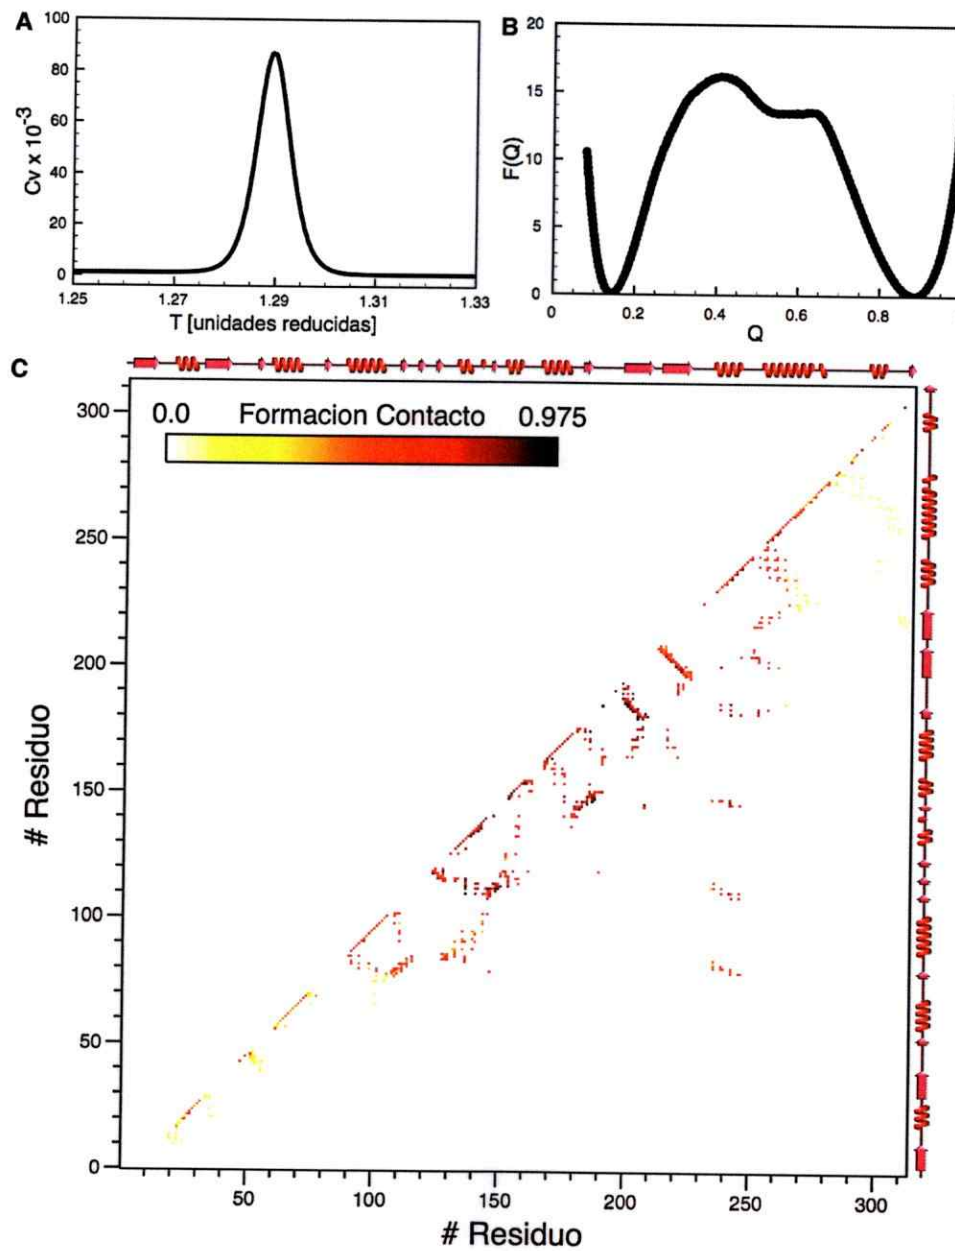 A
100
80
60
40
20
0
Cv x 10-3
1.25 1.27 1.29 1.31 1.33
T [unidades reducidas]
B
20
15
10
5
0
F(Q)
0 0.2 0.4 0.6 0.8
Q
C
0.0 Formacion Contacto 0.975
300
250
200
150
100
50
0
# Residuo
50 100 150 200 250 300
# Residuo